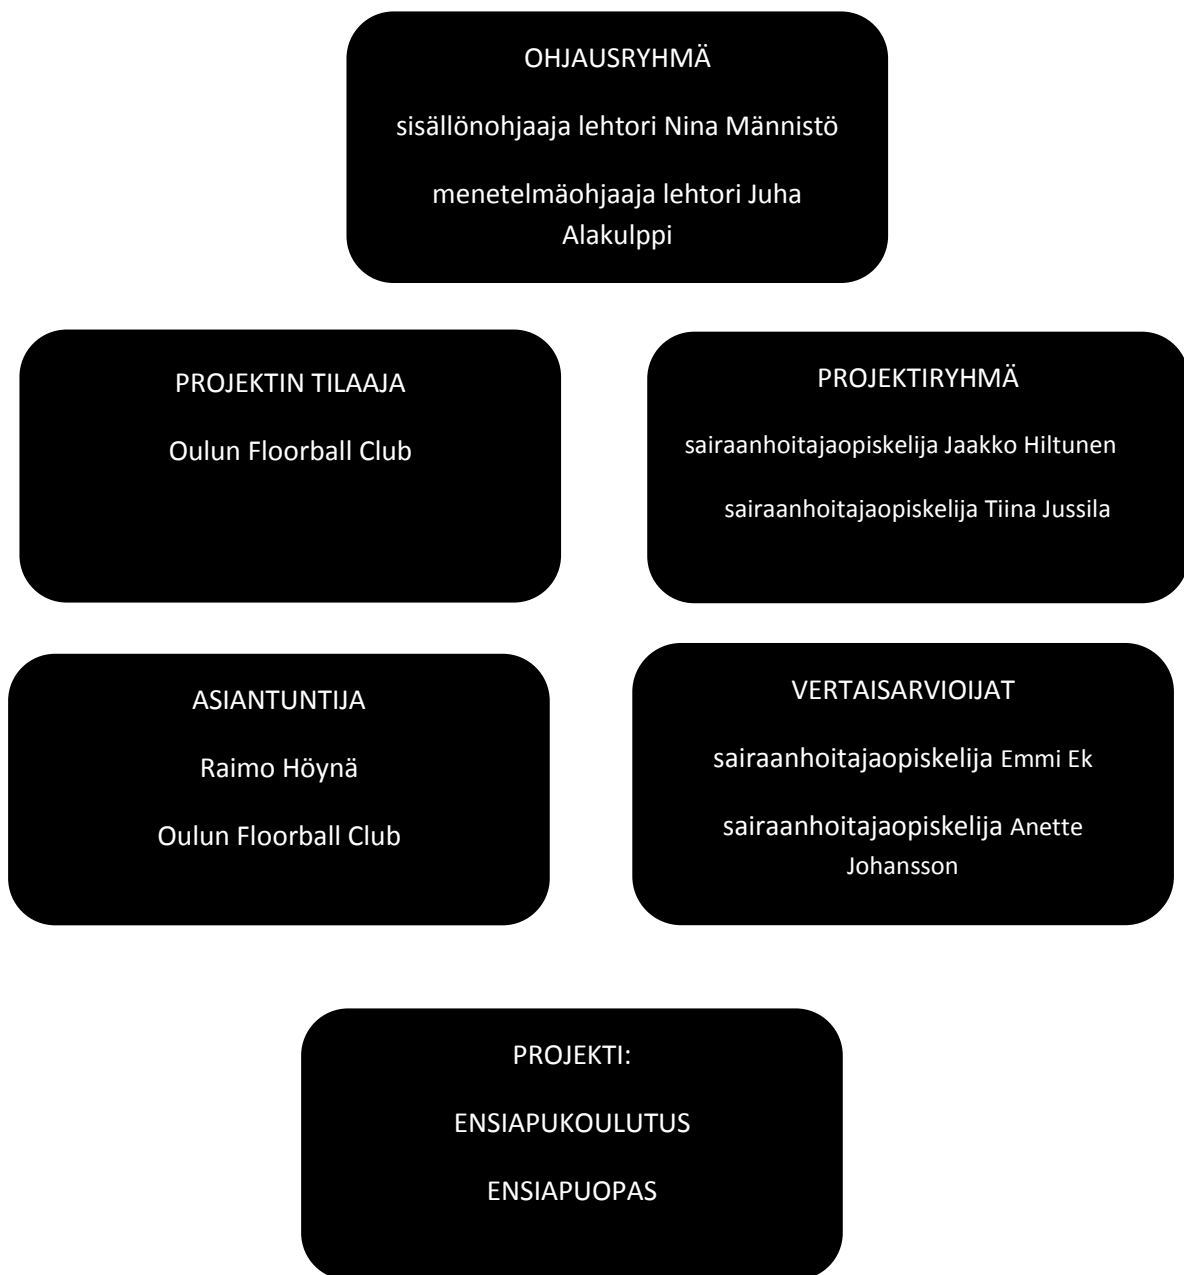 OHJAUSRYHMÄ
sisällönohjaaja lehtori Nina Männistö
menetelmäohjaaja lehtori Juha
Alakulppi
PROJEKTIN TILAAJA
Oulun Floorball Club
PROJEKTIRYHMÄ
sairaanhoitajaopiskelija Jaakko Hiltunen
sairaanhoitajaopiskelija Tiina Jussila
ASIANTUNTIJA
Raimo Höynä
Oulun Floorball Club
VERTAISARVIOIJAT
sairaanhoitajaopiskelija Emmi Ek
sairaanhoitajaopiskelija Anette
Johansson
PROJEKTI:
ENSIAPUKOULUTUS
ENSIAPUOPAS